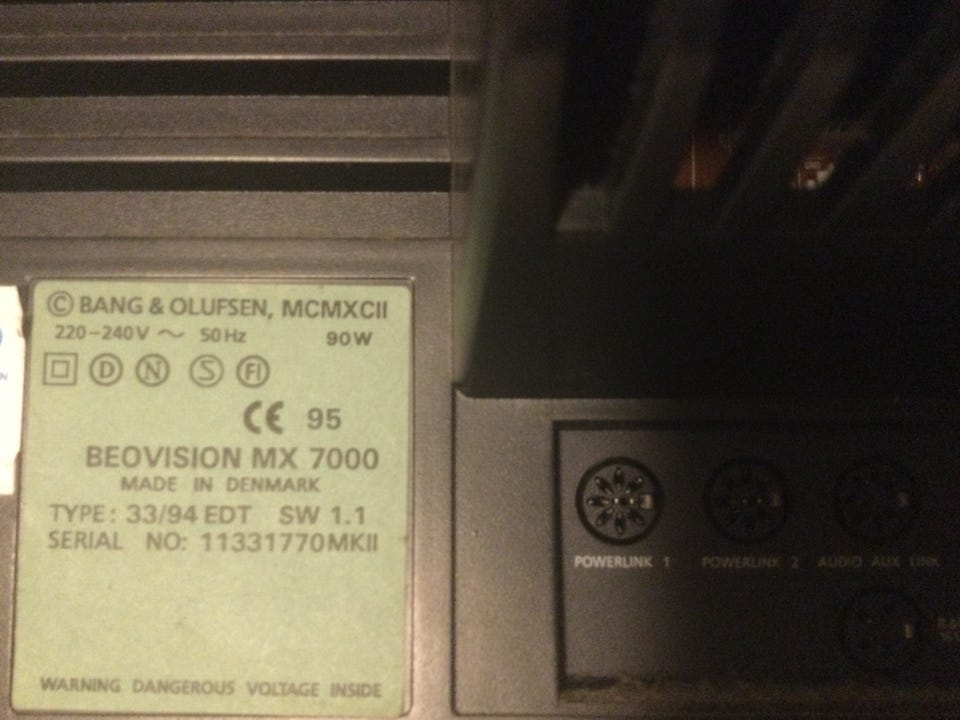 © BANG & OLUFSEN, MCMXCII
220-240V ~ 50Hz 90W
D N S FI
CE 95
BEOVISION MX 7000
MADE IN DENMARK
TYPE: 33/94 EDT SW 1.1
SERIAL NO: 11331770MKII
WARNING DANGEROUS VOLTAGE INSIDE
POWERLINK 1 POWERLINK 2 AUDIO AUX LINK